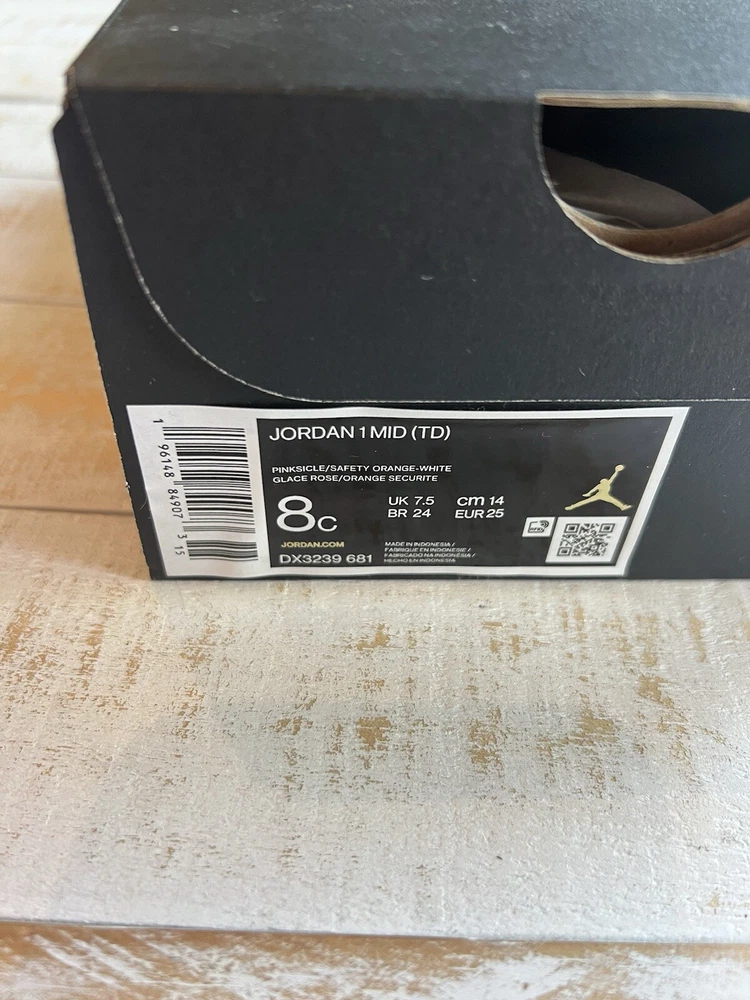 JORDAN 1 MID (TD)
PINKSICLE/SAFETY ORANGE-WHITE
GLACE ROSE/ORANGE SECURITE
8C
UK 7.5 cm 14
BR 24 EUR 25
JORDAN.COM
DX3239 681
MADE IN INDONESIA /
FABRIQUE EN INDONESIE /
FABRICADO NA INDONÉSIA /
HECHO EN INDONESIA
1 96148 84907 3 15